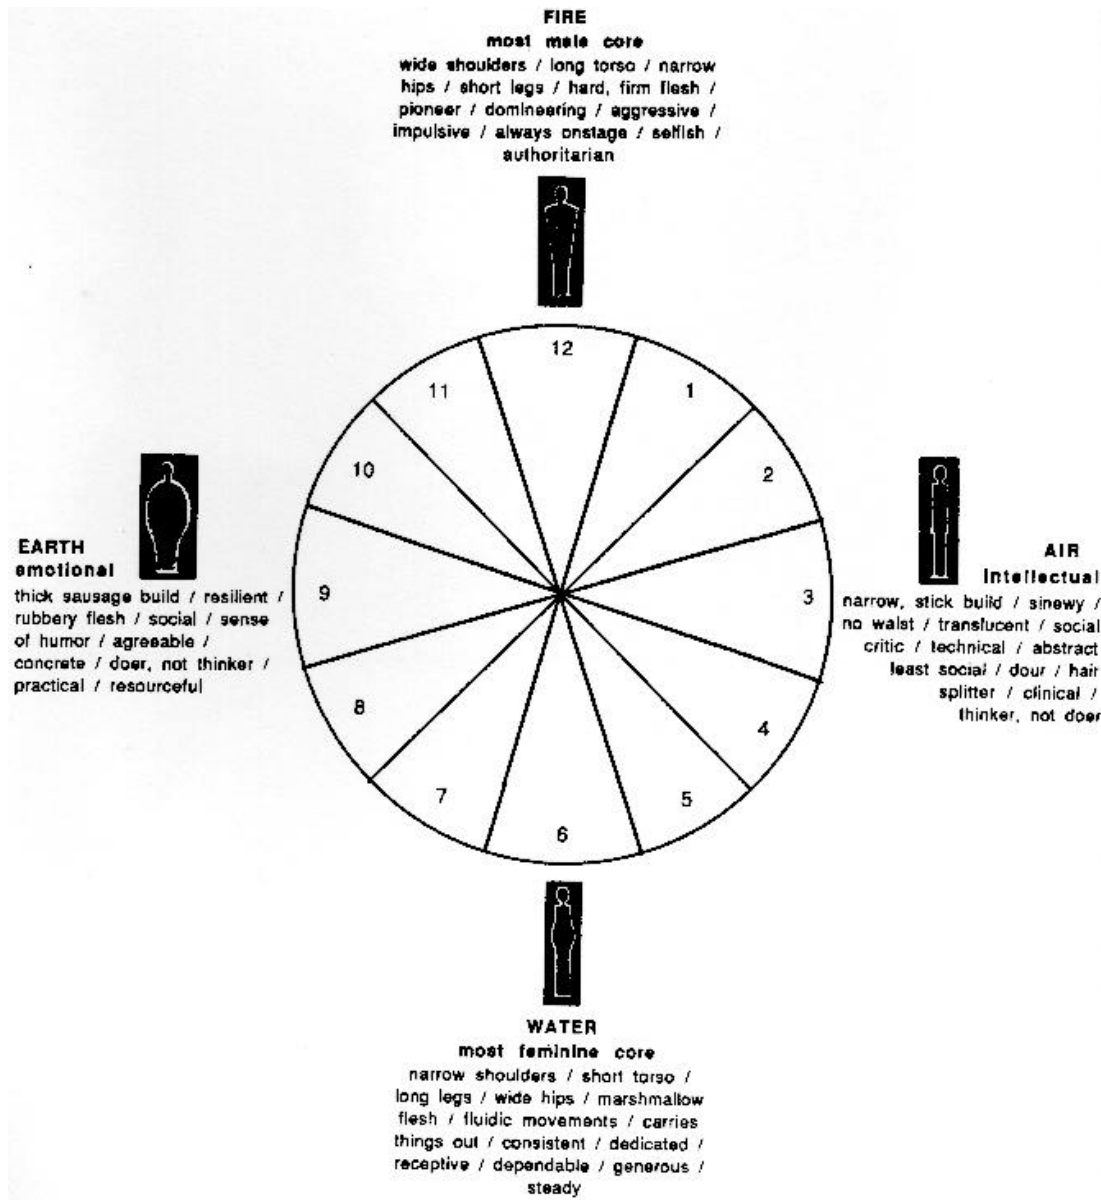 FIRE
most male core
wide shoulders / long torso / narrow
hips / short legs / hard, firm flesh /
pioneer / domineering / aggressive /
impulsive / always onstage / selfish /
authoritarian
12
11
1
10
2
9
3
8
4
7
5
6
EARTH
emotional
thick sausage build / resilient /
rubbery flesh / social / sense
of humor / agreeable /
concrete / doer, not thinker /
practical / resourceful
AIR
Intellectual
narrow, stick build / sinewy /
no waist / translucent / social
critic / technical / abstract
least social / dour / hair
splitter / clinical /
thinker, not doer
WATER
most feminine core
narrow shoulders / short torso /
long legs / wide hips / marshmallow
flesh / fluidic movements / carries
things out / consistent / dedicated /
receptive / dependable / generous /
steady